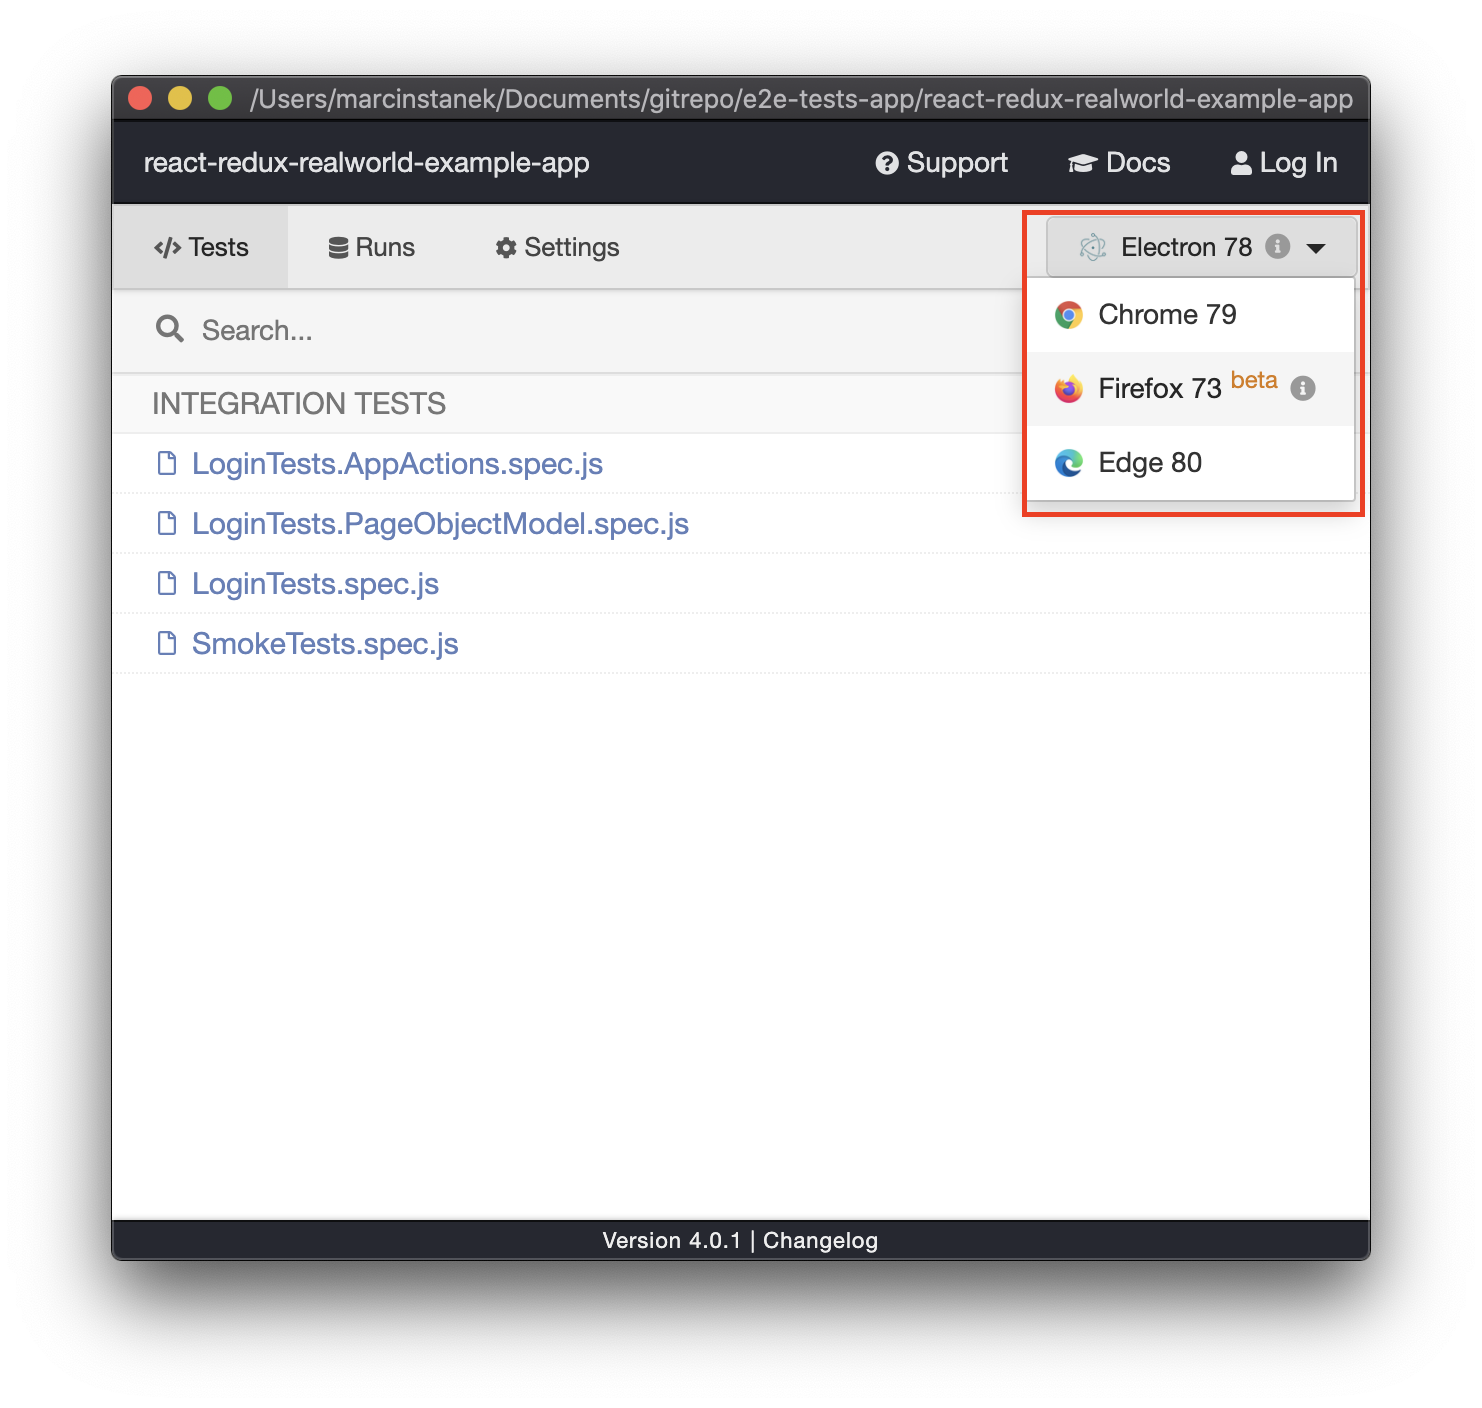 /Users/marcinstanek/Documents/gitrepo/e2e-tests-app/react-redux-realworld-example-app
react-redux-realworld-example-app Support Docs Log In
Tests Runs Settings Electron 78
Chrome 79
Firefox 73 beta
Edge 80
Search...
INTEGRATION TESTS
LoginTests.AppActions.spec.js
LoginTests.PageObjectModel.spec.js
LoginTests.spec.js
SmokeTests.spec.js
Version 4.0.1 | Changelog